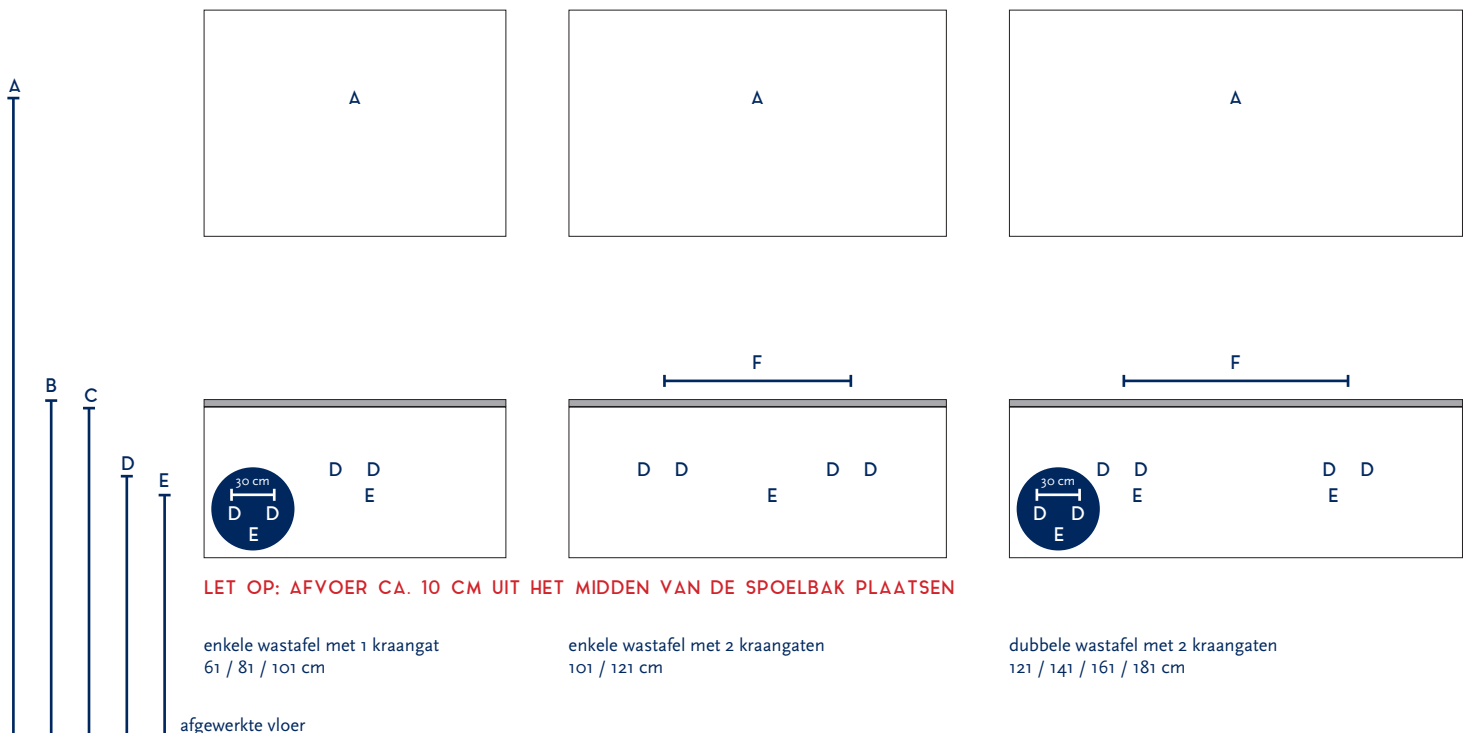 A
A
A
A
B
C
D
E
F
F
D D
E
30 cm
D D
E
D D
D D
E
D D
D D
E
E
30 cm
D D
E
LET OP: AFVOER CA. 10 CM UIT HET MIDDEN VAN DE SPOELBAK PLAATSEN
enkele wastafel met 1 kraangat
61 / 81 / 101 cm
enkele wastafel met 2 kraangaten
101 / 121 cm
dubbele wastafel met 2 kraangaten
121 / 141 / 161 / 181 cm
afgewerkte vloer